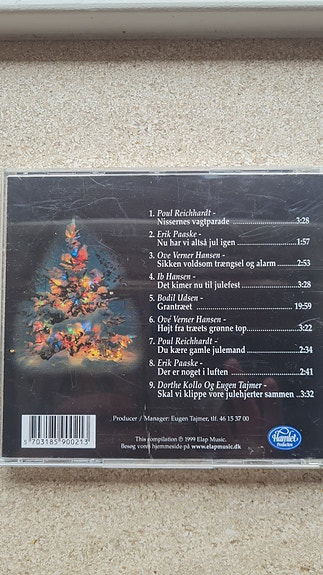 1. Poul Reichhardt -
Nissernes vagtparade 3:28
2. Erik Paaske -
Nu har vi altså jul igen 1:57
3. Ove Verner Hansen -
Sikken voldsom trængsel og alarm 2:53
4. Ib Hansen -
Det kimer nu til julefest 3:28
5. Bodil Udsen -
Grantræet 27:59
6. Ové Verner Hansen -
Højt fra træets grønne top 3:22
7. Poul Reichhardt -
Du kære gamle julemand 2:34
8. Erik Paaske -
Der er noget i luften 2:41
9. Dorthe Kollo Og Eugen Tajmer -
Skal vi klippe vore julehjerter sammen 3:32
Producer / Manager: Eugen Tajmer, tlf. 46 13 37 00
This compilation © 1999 Elap Music.
Besøg vores hjemmeside på www.elapmusic.dk
5 703185 900213
Hamlet
Production